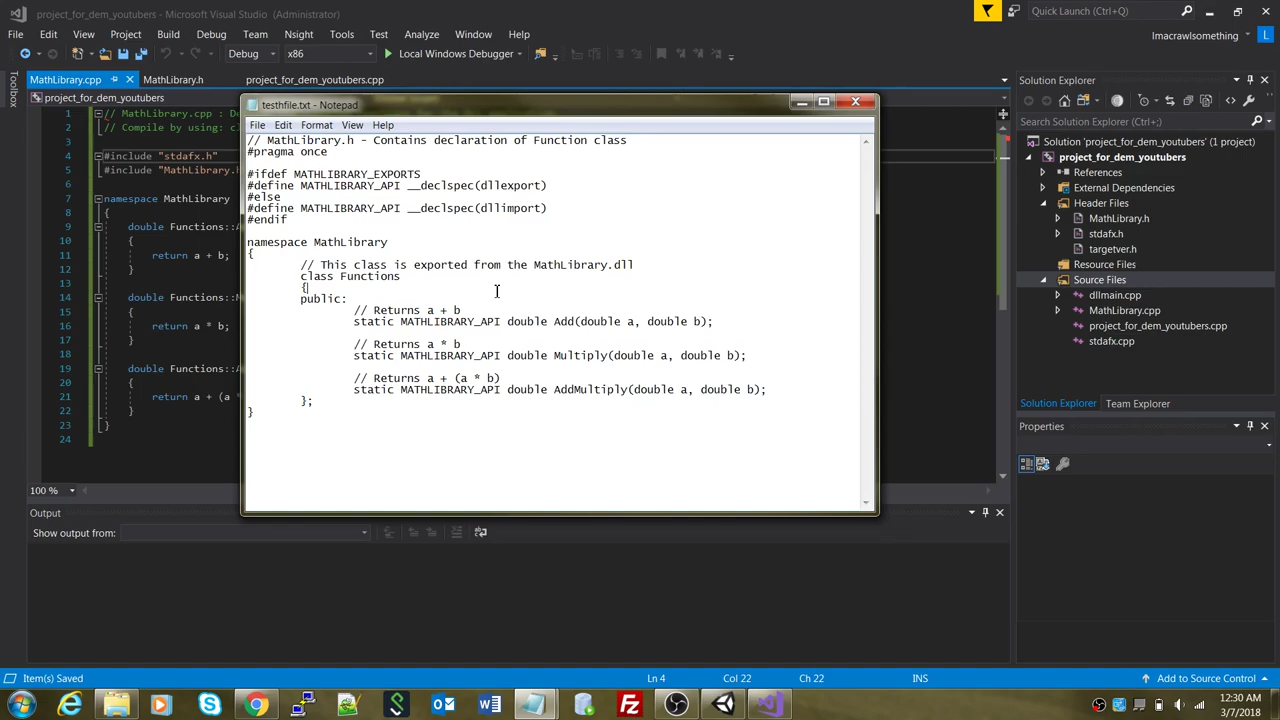 project_for_dem_youtubers - Microsoft Visual Studio (Administrator)
Quick Launch (Ctrl+Q)
File Edit View Project Build Debug Team Insights Tools Test Analyze Window Help
lmacrawlsomething L
Debug x86 Local Windows Debugger
Toolbox
MathLibrary.cpp MathLibrary.h project_for_dem_youtubers.cpp
project_for_dem_youtubers
1 // MathLibrary.cpp : De
2 // Compile by using: c
3
4 #include "stdafx.h"
5 #include "MathLibrary.h
6
7 namespace MathLibrary
8 {
9 double Functions::A
10 {
11 return a + b;
12 }
13
14 double Functions::M
15 {
16 return a * b;
17 }
18
19 double Functions::A
20 {
21 return a + (a *
22 }
23 }
24
100 %
testhfile.txt - Notepad
File Edit Format View Help
// MathLibrary.h - Contains declaration of Function class
#pragma once
#ifdef MATHLIBRARY_EXPORTS
#define MATHLIBRARY_API __declspec(dllexport)
#else
#define MATHLIBRARY_API __declspec(dllimport)
#endif
namespace MathLibrary
{
// This class is exported from the MathLibrary.dll
class Functions
{
public:
// Returns a + b
static MATHLIBRARY_API double Add(double a, double b);
// Returns a * b
static MATHLIBRARY_API double Multiply(double a, double b);
// Returns a + (a * b)
static MATHLIBRARY_API double AddMultiply(double a, double b);
};
}
Solution Explorer
Search Solution Explorer (Ctrl+;)
Solution 'project_for_dem_youtubers' (1 project)
project_for_dem_youtubers
References
External Dependencies
Header Files
MathLibrary.h
stdafx.h
targetver.h
Resource Files
Source Files
dllmain.cpp
MathLibrary.cpp
project_for_dem_youtubers.cpp
stdafx.cpp
Solution Explorer Team Explorer
Properties
Output
Show output from:
Item(s) Saved Ln 4 Col 22 Ch 22 INS Add to Source Control
12:30 AM
3/7/2018